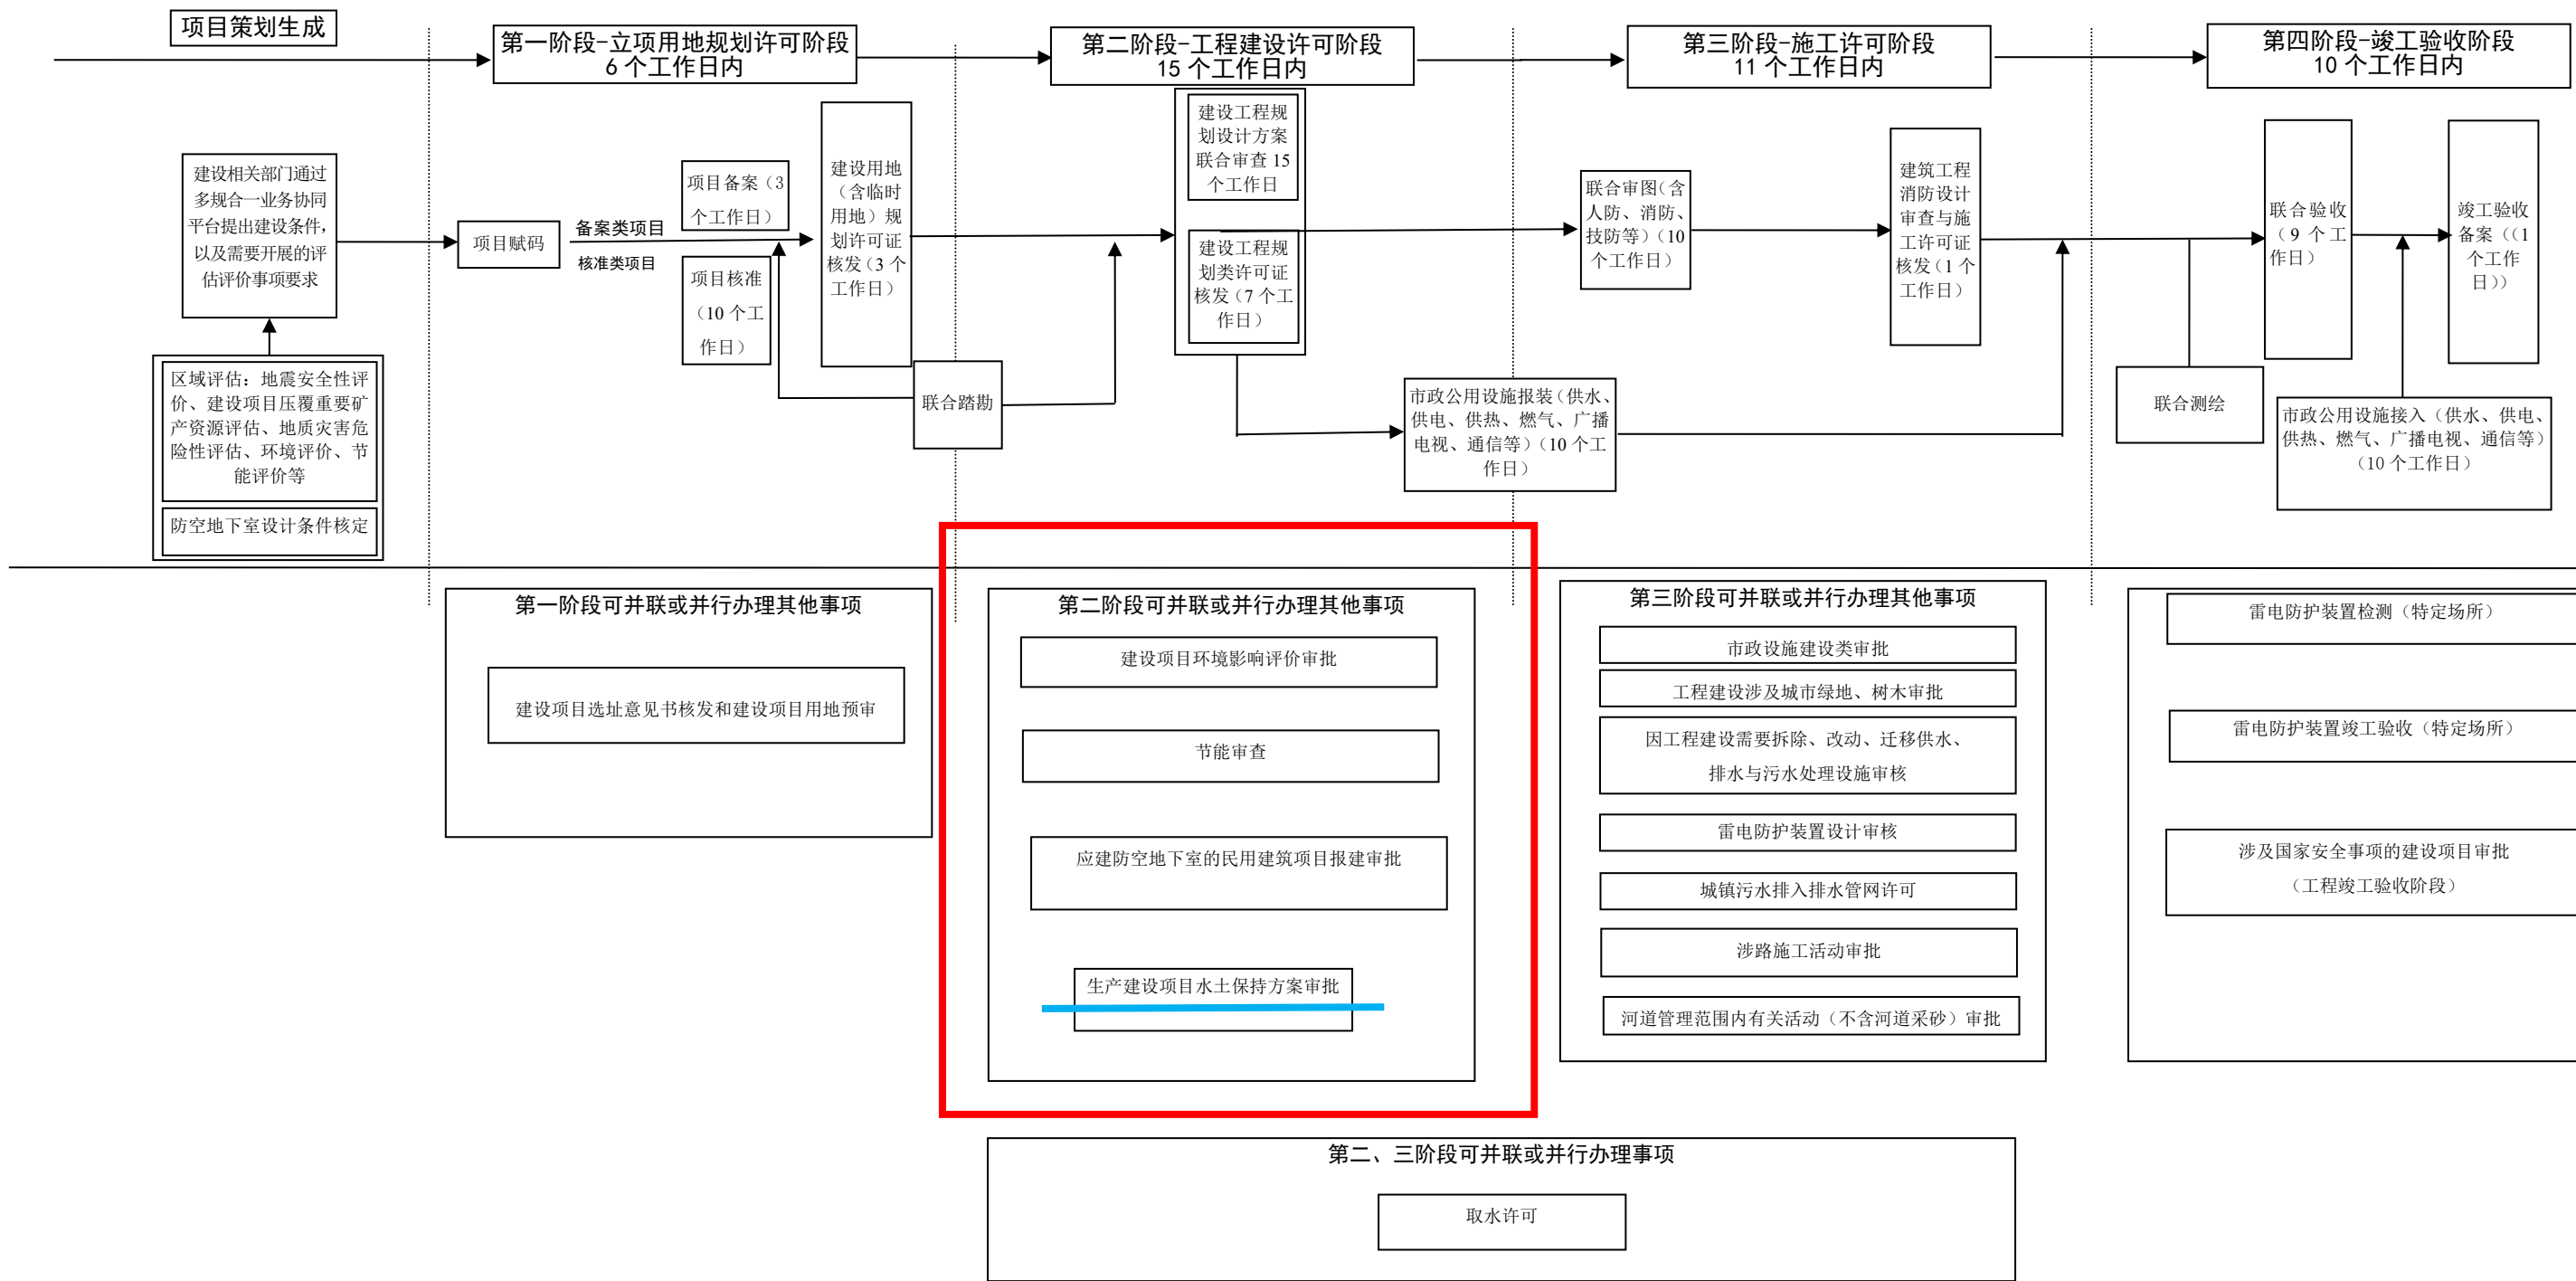 项目策划生成
第一阶段-立项用地规划许可阶段
6 个工作日内
第二阶段-工程建设许可阶段
15 个工作日内
第三阶段-施工许可阶段
11 个工作日内
第四阶段-竣工验收阶段
10 个工作日内
建设相关部门通过
多规合一业务协同
平台提出建设条件，
以及需要开展的评
估评价事项要求
区域评估：地震安全性评
价、建设项目压覆重要矿
产资源评估、地质灾害危
险性评估、环境评价、节
能评价等
防空地下室设计条件核定
项目赋码
备案类项目
核准类项目
项目备案（3
个工作日）
项目核准
（10 个工
作日）
建设用地
（含临时
用地）规
划许可证
核发（3 个
工作日）
联合踏勘
建设工程规
划设计方案
联合审查 15
个工作日
建设工程规
划类许可证
核发（7 个工
作日）
市政公用设施报装（供水、
供电、供热、燃气、广播
电视、通信等）（10 个工
作日）
联合审图（含
人防、消防、
技防等）（10
个工作日）
建筑工程
消防设计
审查与施
工许可证
核发（1 个
工作日）
联合测绘
联合验收
（9 个工
作日）
市政公用设施接入（供水、供电、
供热、燃气、广播电视、通信等）
（10 个工作日）
竣工验收
备案（（1
个工作
日））
第一阶段可并联或并行办理其他事项
建设项目选址意见书核发和建设项目用地预审
第二阶段可并联或并行办理其他事项
建设项目环境影响评价审批
节能审查
应建防空地下室的民用建筑项目报建审批
生产建设项目水土保持方案审批
第三阶段可并联或并行办理其他事项
市政设施建设类审批
工程建设涉及城市绿地、树木审批
因工程建设需要拆除、改动、迁移供水、
排水与污水处理设施审核
雷电防护装置设计审核
城镇污水排入排水管网许可
涉路施工活动审批
河道管理范围内有关活动（不含河道采砂）审批
雷电防护装置检测（特定场所）
雷电防护装置竣工验收（特定场所）
涉及国家安全事项的建设项目审批
（工程竣工验收阶段）
第二、三阶段可并联或并行办理事项
取水许可